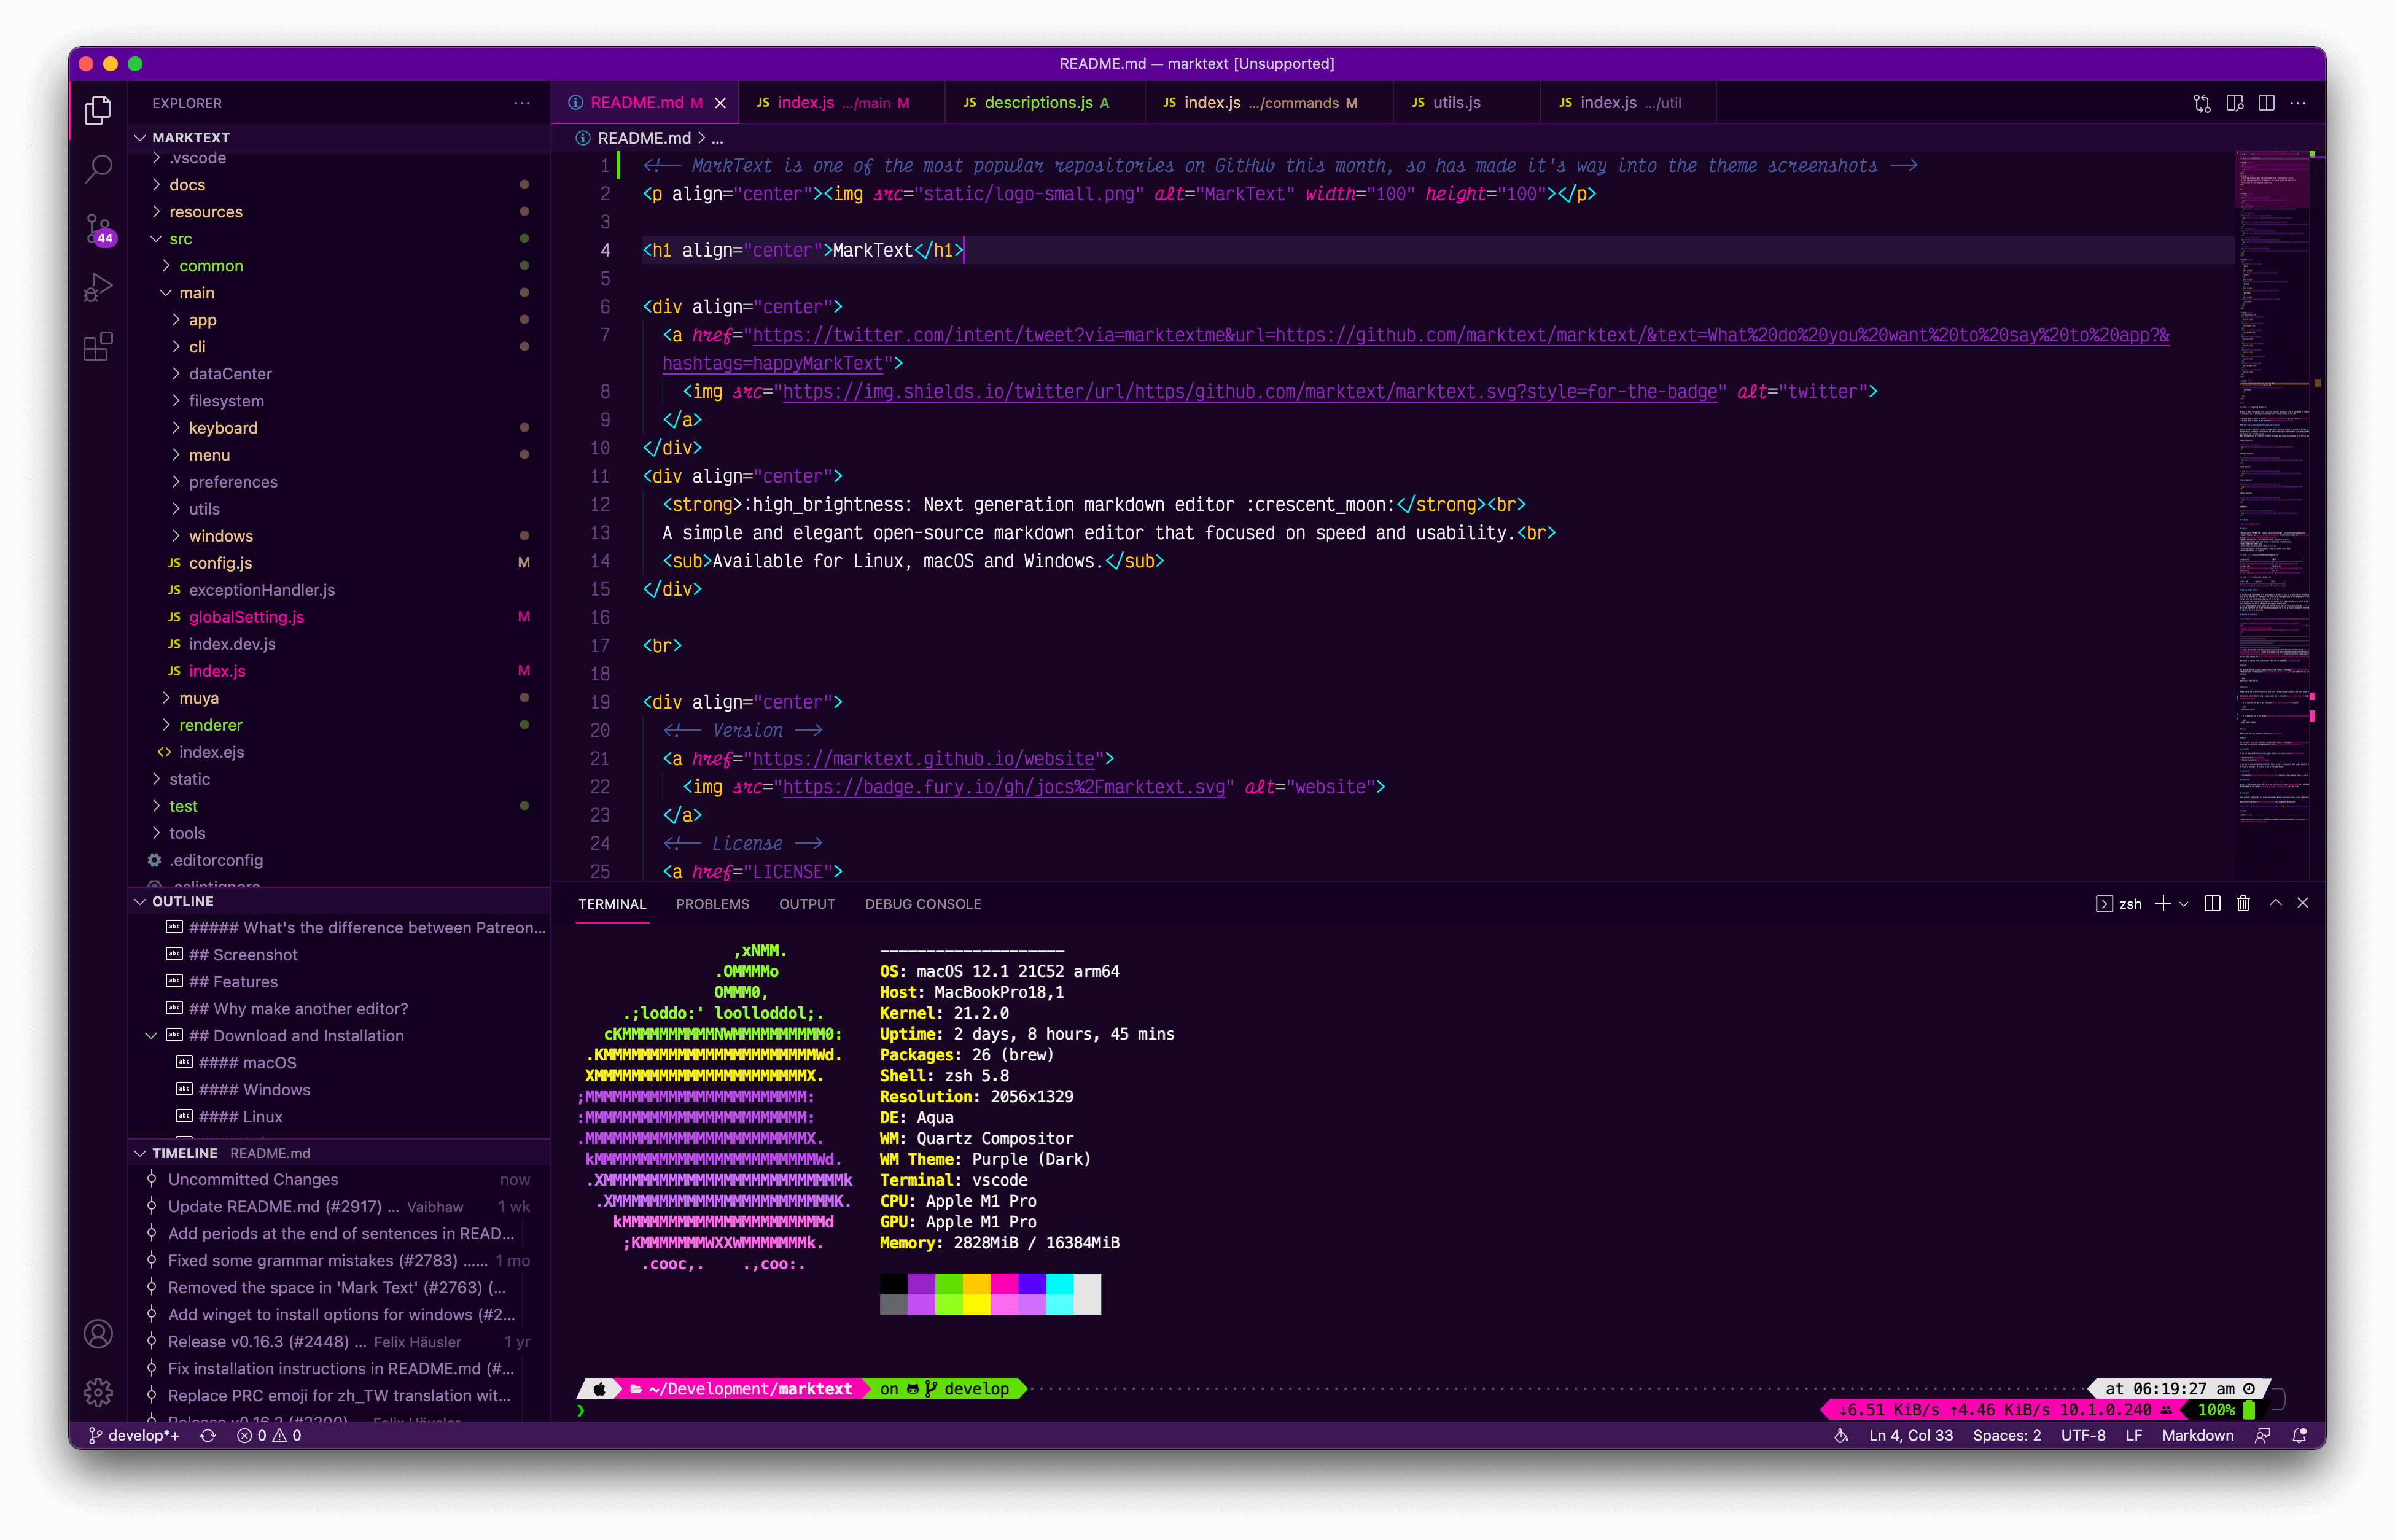 README.md — marktext [Unsupported]
EXPLORER
MARKTEXT
.vscode
docs
resources
src
common
main
app
cli
dataCenter
filesystem
keyboard
menu
preferences
utils
windows
JS config.js M
JS exceptionHandler.js
JS globalSetting.js M
JS index.dev.js
JS index.js M
muya
renderer
<> index.ejs
static
test
tools
.editorconfig
.eslintignore
44
OUTLINE
##### What's the difference between Patreon...
## Screenshot
## Features
## Why make another editor?
## Download and Installation
#### macOS
#### Windows
#### Linux
TIMELINE README.md
Uncommitted Changes now
Update README.md (#2917) ... Vaibhaw 1 wk
Add periods at the end of sentences in READ...
Fixed some grammar mistakes (#2783) ...... 1 mo
Removed the space in 'Mark Text' (#2763) (...
Add winget to install options for windows (#2...
Release v0.16.3 (#2448) ... Felix Häusler 1 yr
Fix installation instructions in README.md (#...
Replace PRC emoji for zh_TW translation wit...
README.md M JS index.js .../main M JS descriptions.js A JS index.js .../commands M JS utils.js JS index.js .../util
README.md > ...
1 <!-- MarkText is one of the most popular repositories on GitHub this month, so has made it's way into the theme screenshots -->
2 <p align="center"><img src="static/logo-small.png" alt="MarkText" width="100" height="100"></p>
3
4 <h1 align="center">MarkText</h1>
5
6 <div align="center">
7 <a href="https://twitter.com/intent/tweet?via=marktextme&url=https://github.com/marktext/marktext/&text=What%20do%20you%20want%20to%20say%20to%20app?&
hashtags=happyMarkText">
8 <img src="https://img.shields.io/twitter/url/https/github.com/marktext/marktext.svg?style=for-the-badge" alt="twitter">
9 </a>
10 </div>
11 <div align="center">
12 <strong>:high_brightness: Next generation markdown editor :crescent_moon:</strong><br>
13 A simple and elegant open-source markdown editor that focused on speed and usability.<br>
14 <sub>Available for Linux, macOS and Windows.</sub>
15 </div>
16
17 <br>
18
19 <div align="center">
20 <!-- Version -->
21 <a href="https://marktext.github.io/website">
22 <img src="https://badge.fury.io/gh/jocs%2Fmarktext.svg" alt="website">
23 </a>
24 <!-- License -->
25 <a href="LICENSE">
TERMINAL PROBLEMS OUTPUT DEBUG CONSOLE zsh
,xNMM. --------------------
.OMMMMo OS: macOS 12.1 21C52 arm64
OMMM0, Host: MacBookPro18,1
.;loddo:' loolloddol;. Kernel: 21.2.0
cKMMMMMMMMMMNWMMMMMMMMMM0: Uptime: 2 days, 8 hours, 45 mins
.KMMMMMMMMMMMMMMMMMMMMMMMWd. Packages: 26 (brew)
XMMMMMMMMMMMMMMMMMMMMMMMX. Shell: zsh 5.8
;MMMMMMMMMMMMMMMMMMMMMMMM: Resolution: 2056x1329
:MMMMMMMMMMMMMMMMMMMMMMMM: DE: Aqua
.MMMMMMMMMMMMMMMMMMMMMMMMX. WM: Quartz Compositor
kMMMMMMMMMMMMMMMMMMMMMMMMWd. WM Theme: Purple (Dark)
.XMMMMMMMMMMMMMMMMMMMMMMMMMMk Terminal: vscode
.XMMMMMMMMMMMMMMMMMMMMMMMMK. CPU: Apple M1 Pro
kMMMMMMMMMMMMMMMMMMMMMMd GPU: Apple M1 Pro
;KMMMMMMMWXXWMMMMMMMk. Memory: 2828MiB / 16384MiB
.cooc,. .,coo:.
~/Development/marktext on develop at 06:19:27 am
❯ ↓6.51 KiB/s ↑4.46 KiB/s 10.1.0.240 100%
develop*+ 0 0 Ln 4, Col 33 Spaces: 2 UTF-8 LF Markdown